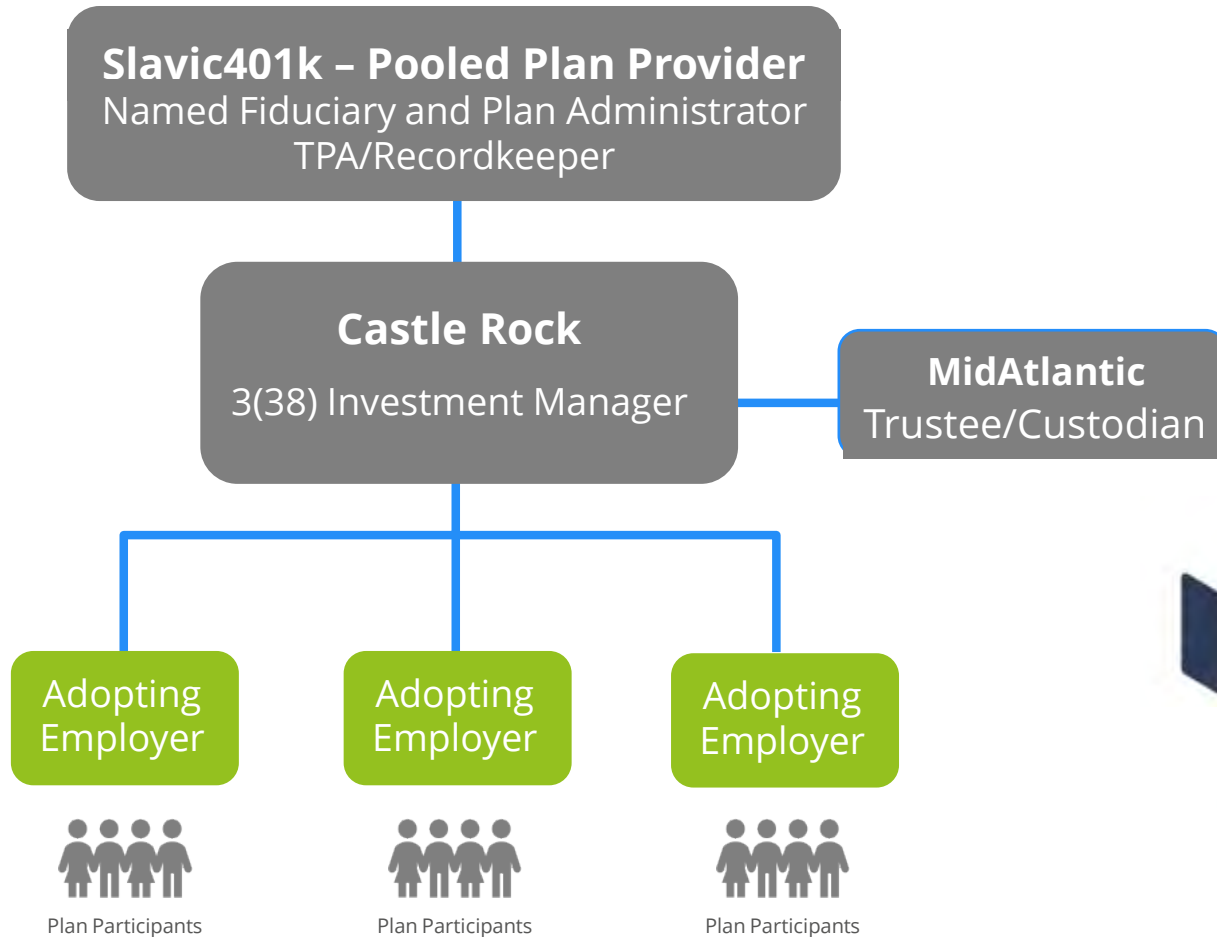 Slavic401k – Pooled Plan Provider
Named Fiduciary and Plan Administrator
TPA/Recordkeeper
Castle Rock
3(38) Investment Manager
MidAtlantic
Trustee/Custodian
Adopting
Employer
Adopting
Employer
Adopting
Employer
Plan Participants
Plan Participants
Plan Participants